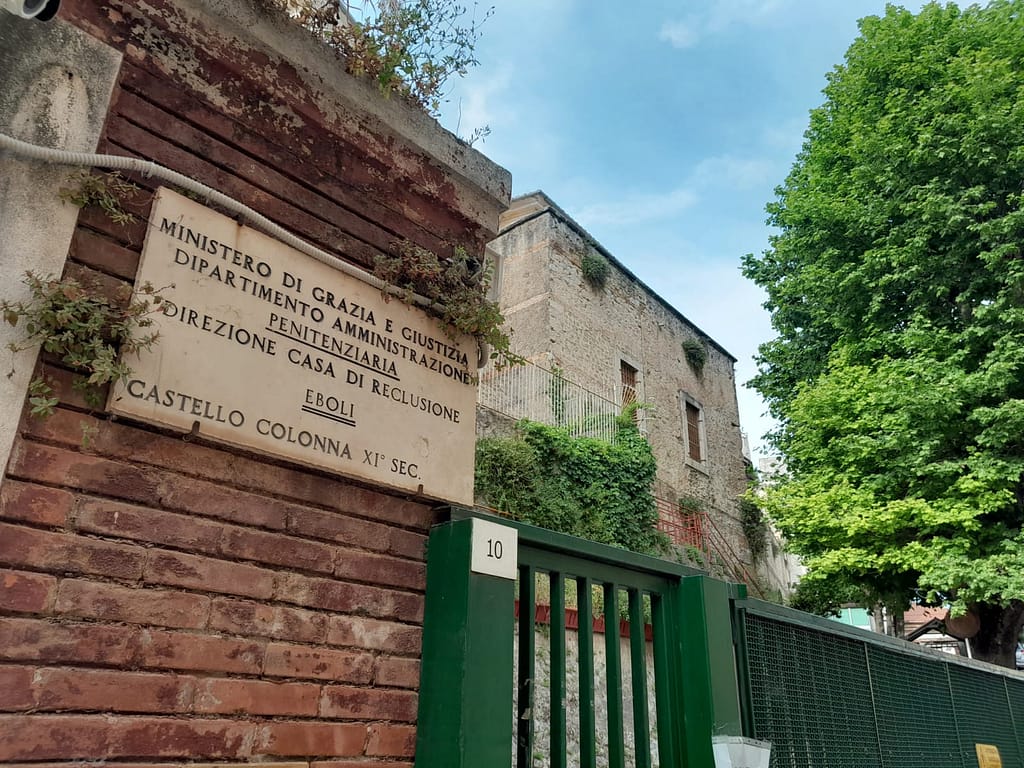 MINISTERO DI GRAZIA E GIUSTIZIA
DIPARTIMENTO AMMINISTRAZIONE
PENITENZIARIA
DIREZIONE CASA DI RECLUSIONE
EBOLI
CASTELLO COLONNA XI° SEC.
10